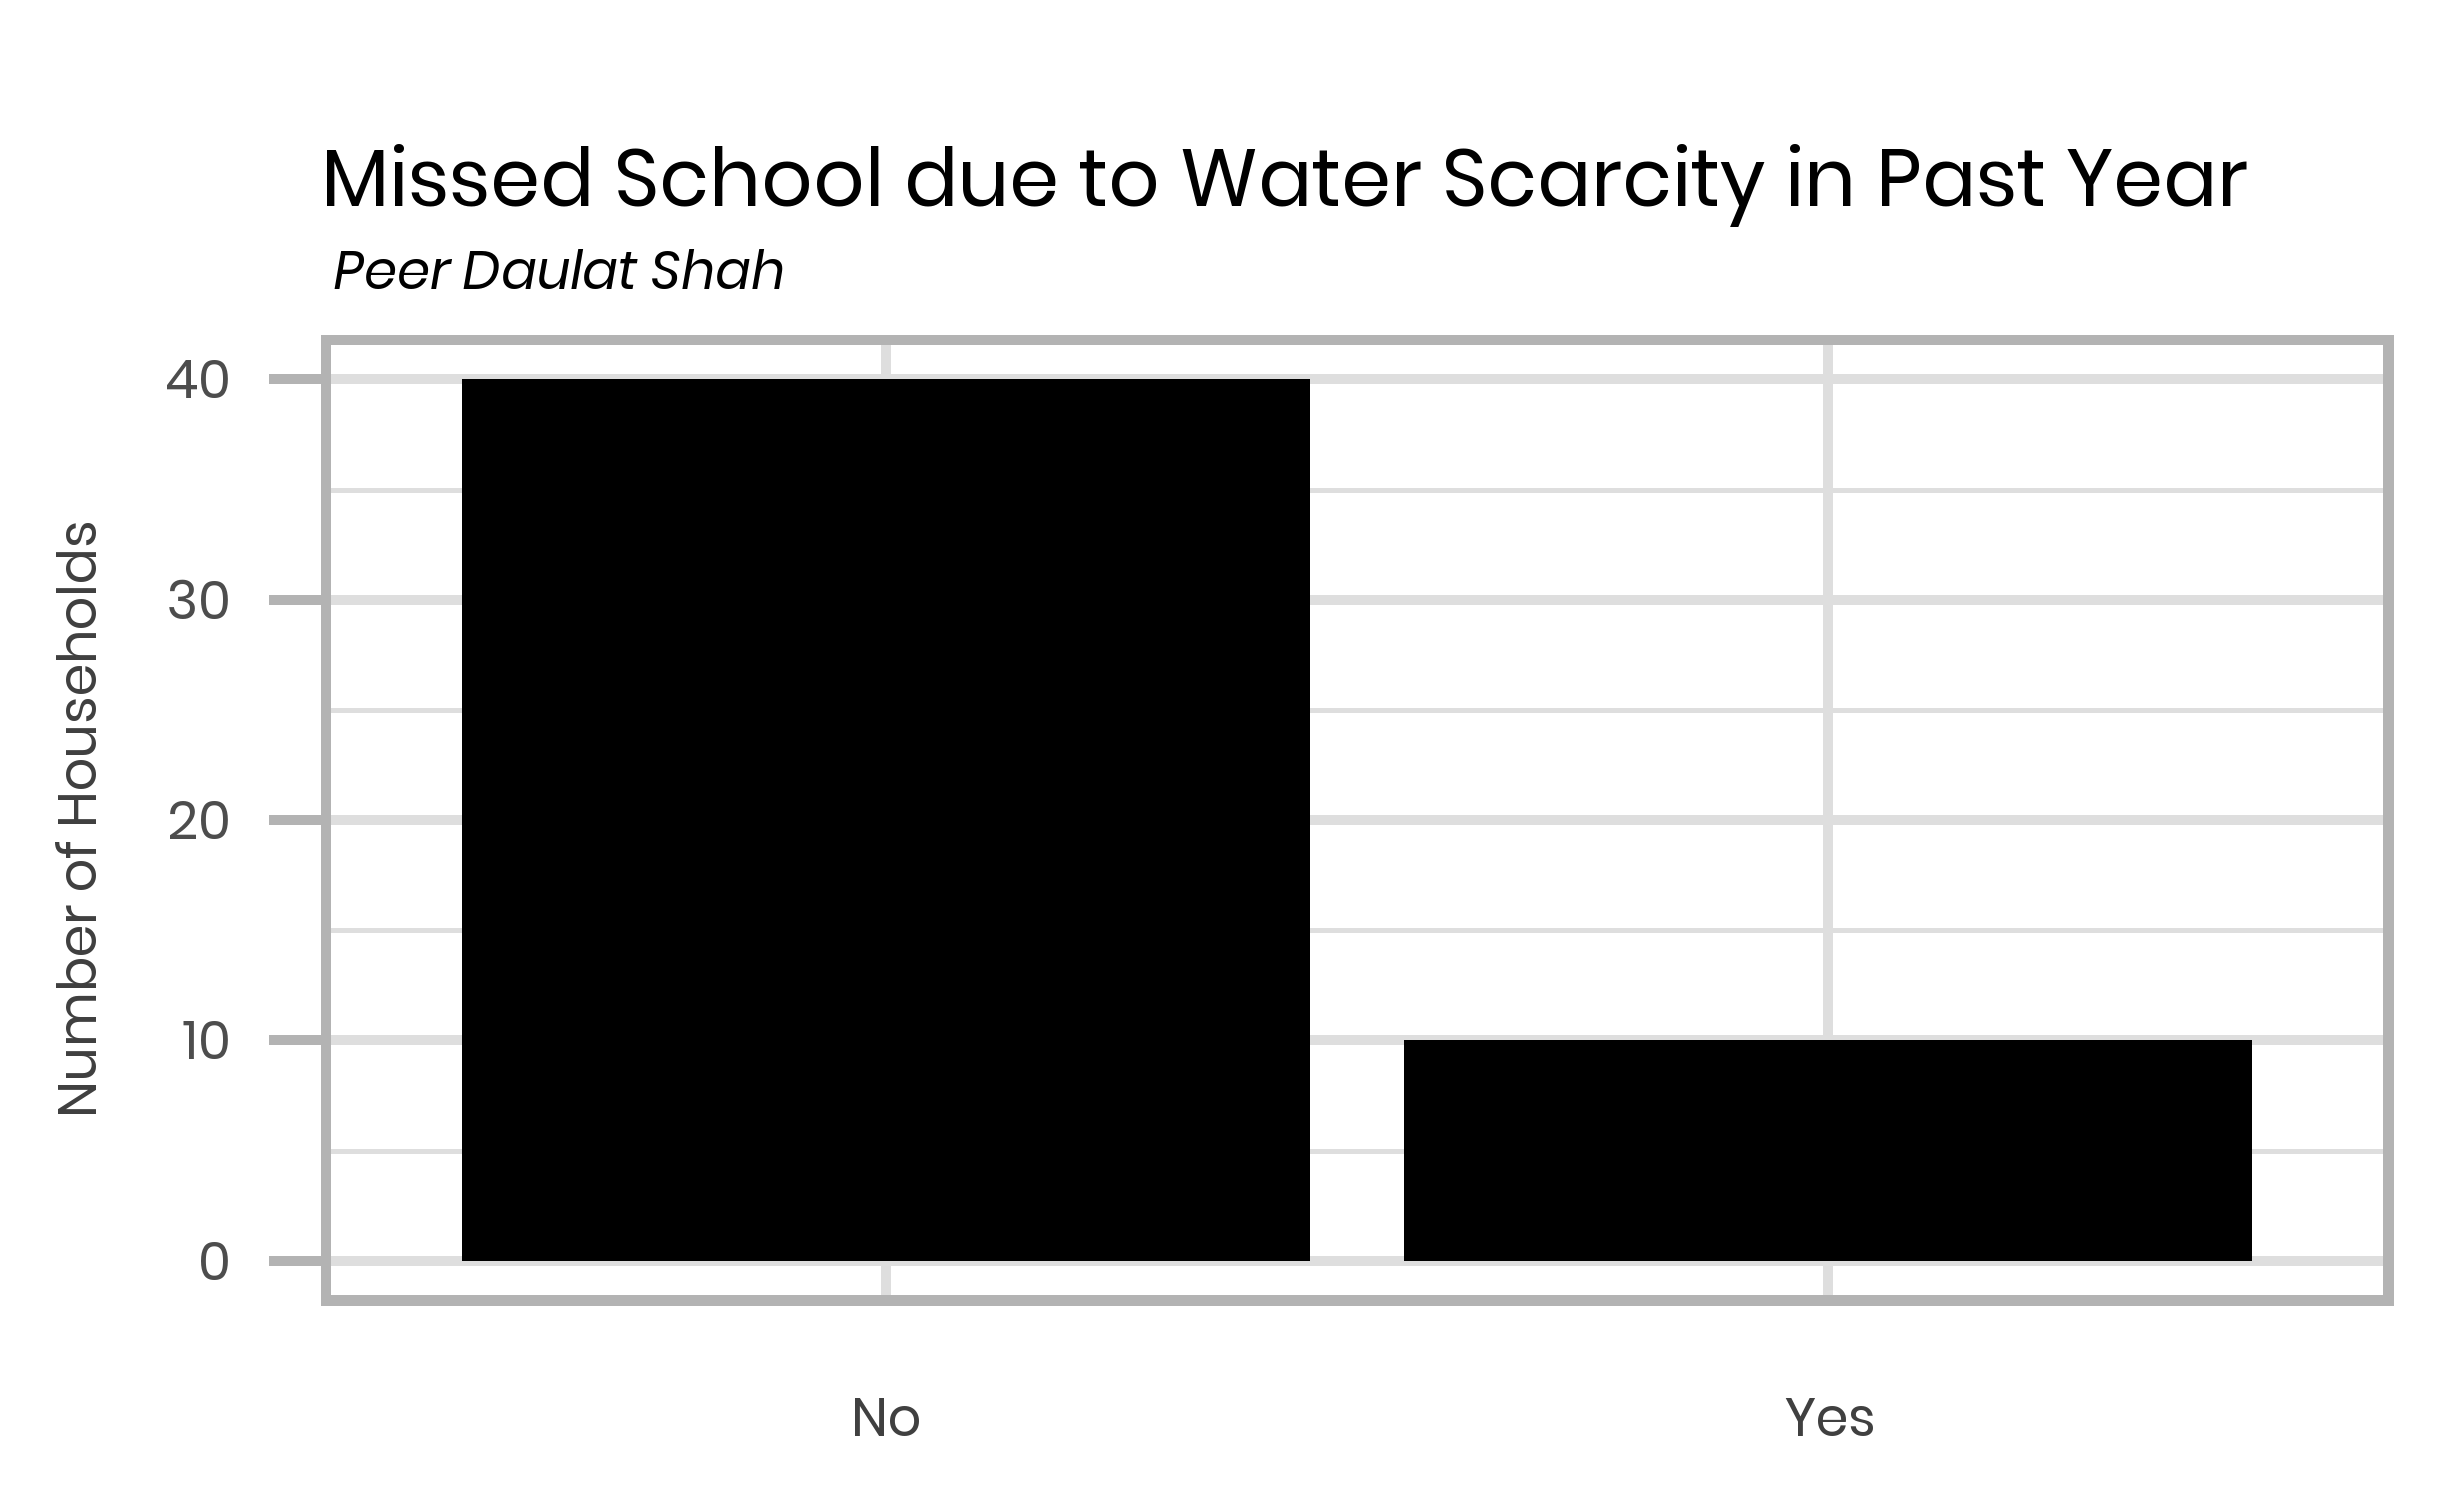 Missed School due to Water Scarcity in Past Year
Peer Daulat Shah
Number of Households
40
30
20
10
0
No
Yes